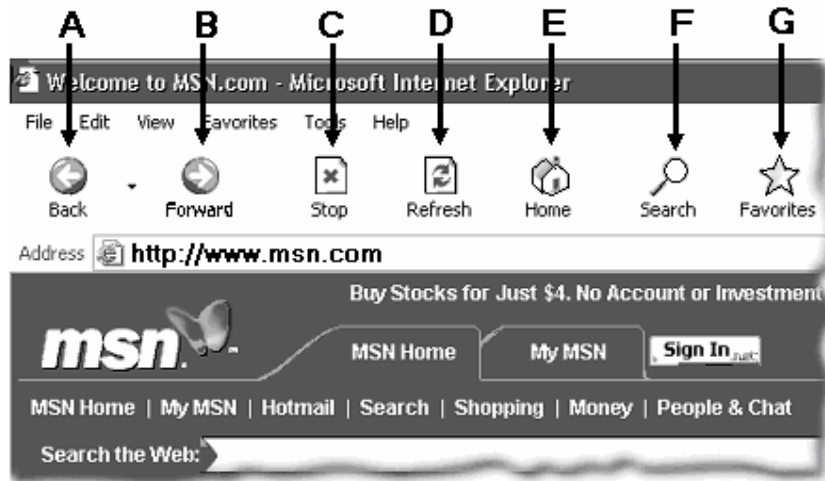 A B C D E F G
Welcome to MSN.com - Microsoft Internet Explorer
File Edit View Favorites Tools Help
Back Forward Stop Refresh Home Search Favorites
Address http://www.msn.com
Buy Stocks for Just $4. No Account or Investment
msn MSN Home My MSN Sign In
MSN Home | My MSN | Hotmail | Search | Shopping | Money | People & Chat
Search the Web: